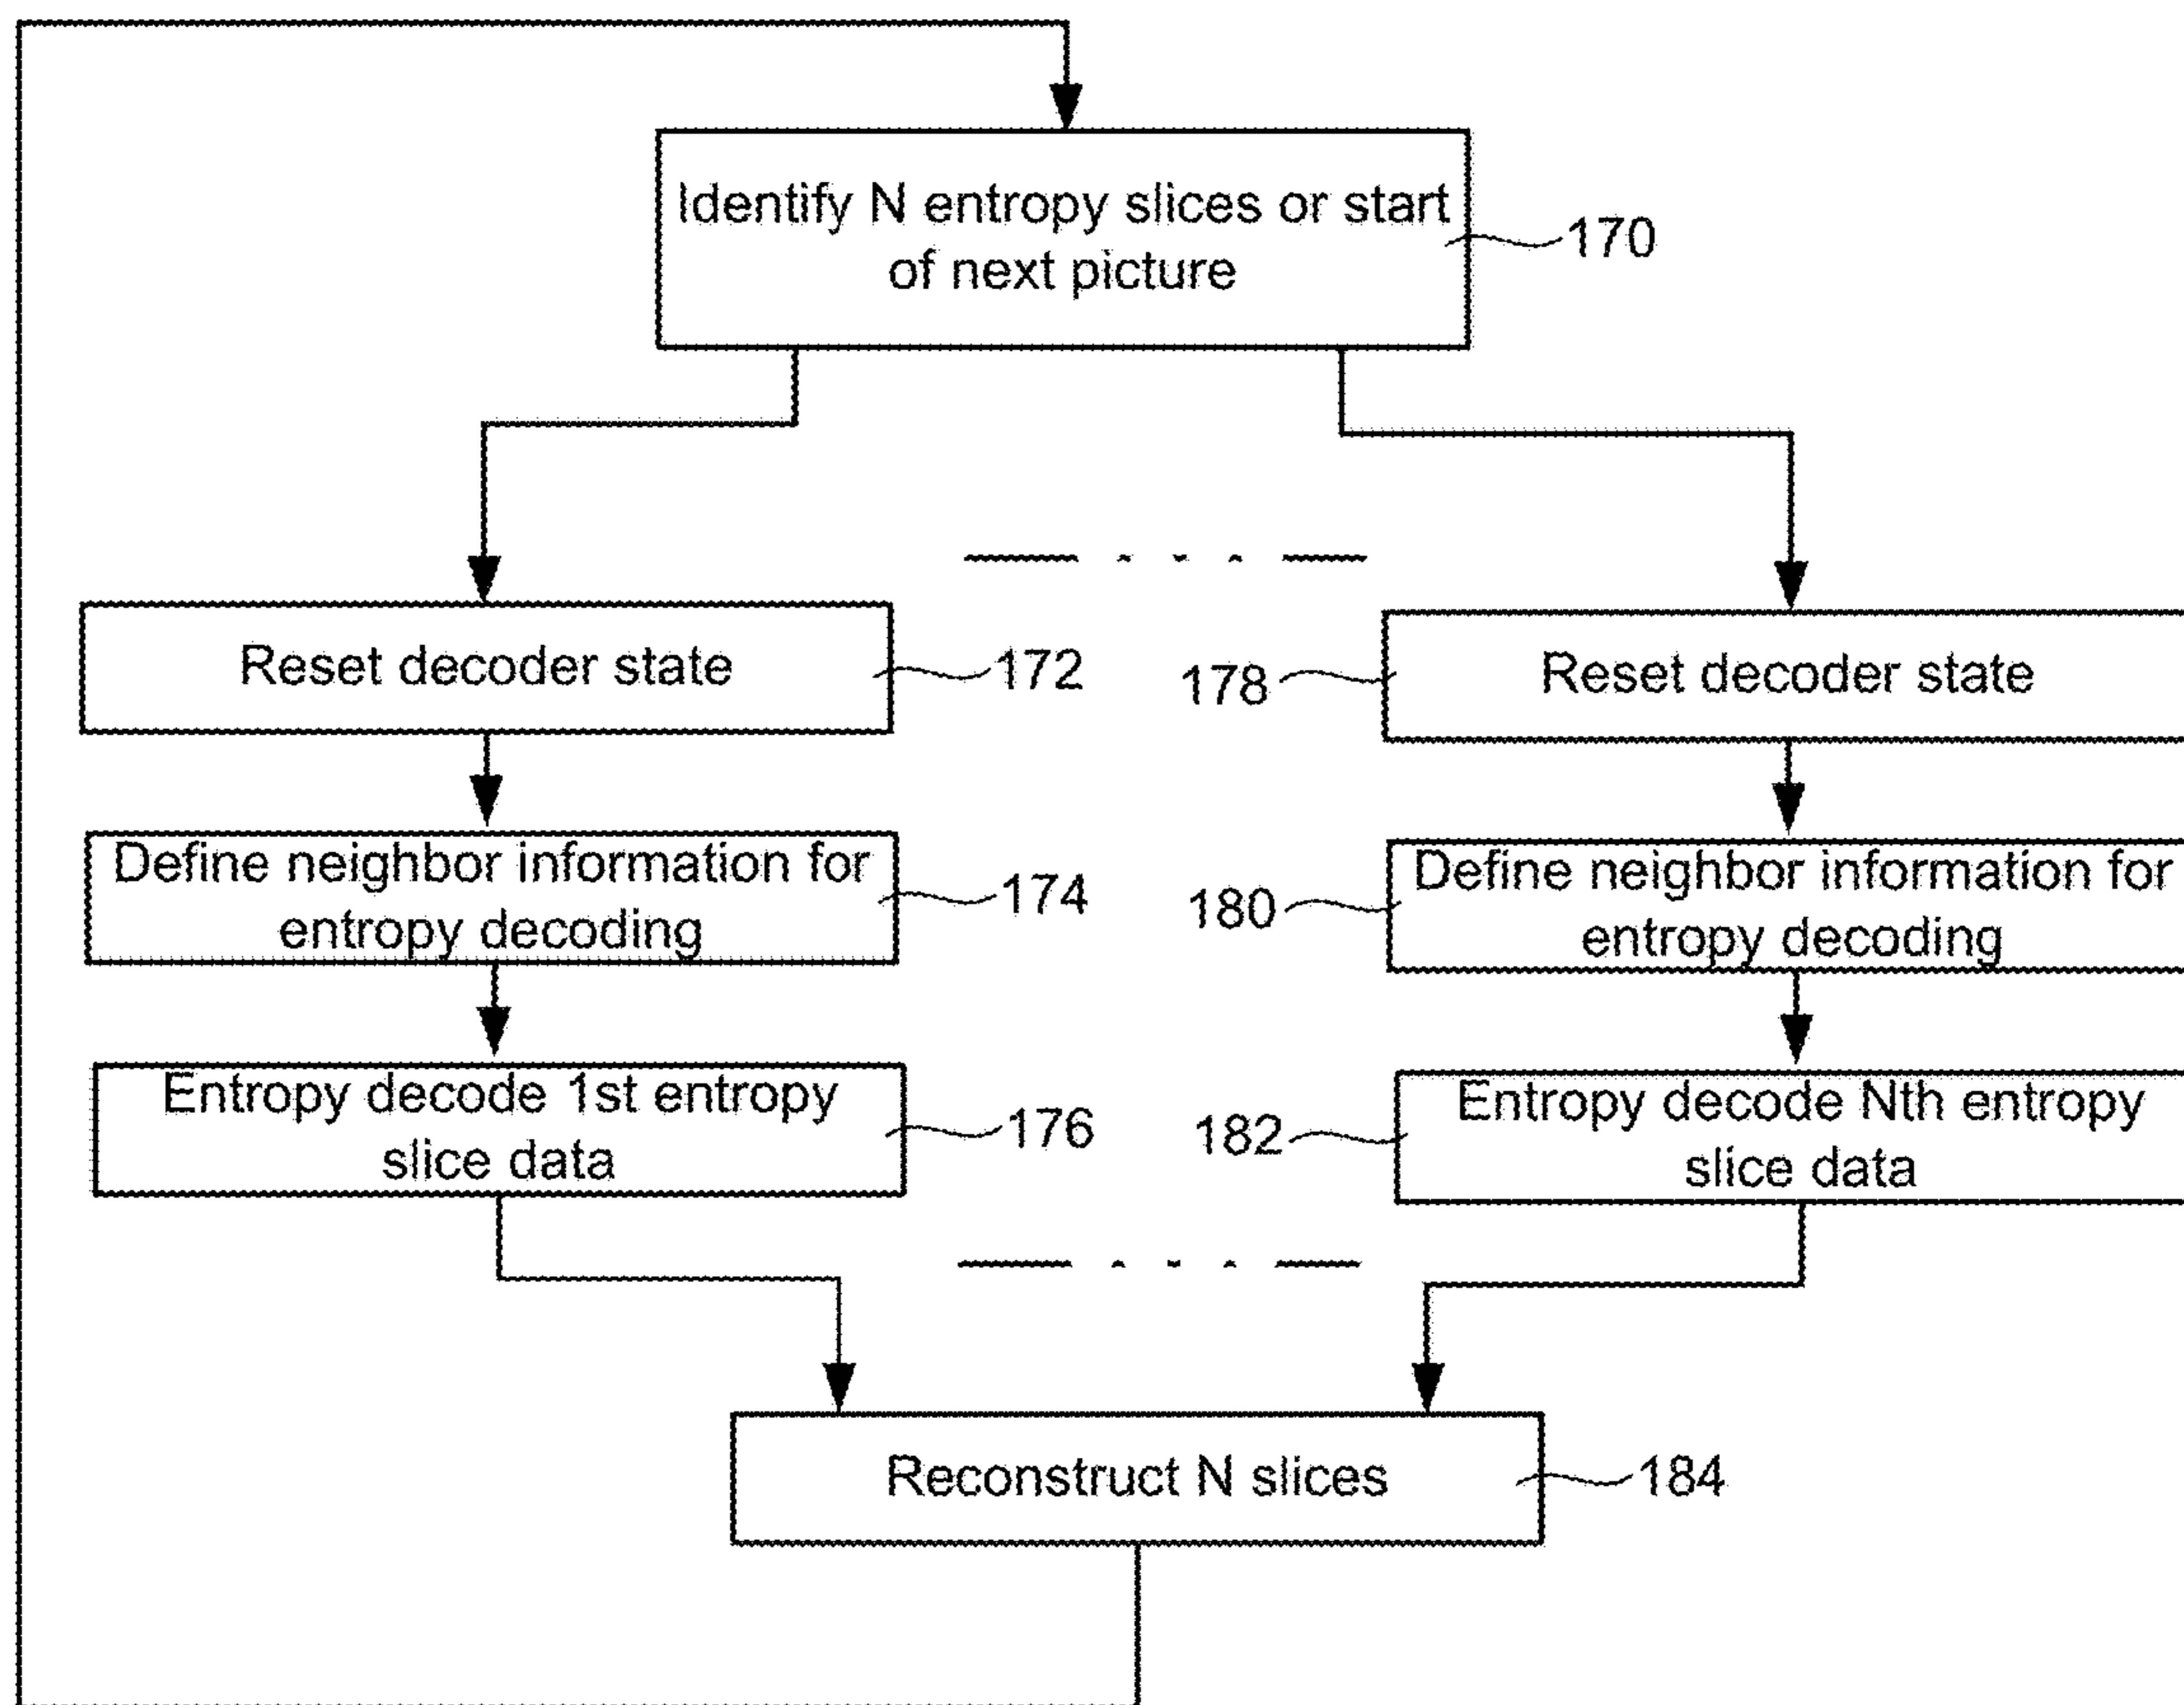 Identify N entropy slices or start
of next picture
170
Reset decoder state
172
178
Reset decoder state
Define neighbor information for
entropy decoding
174
180
Define neighbor information for
entropy decoding
Entropy decode 1st entropy
slice data
176
182
Entropy decode Nth entropy
slice data
Reconstruct N slices
184